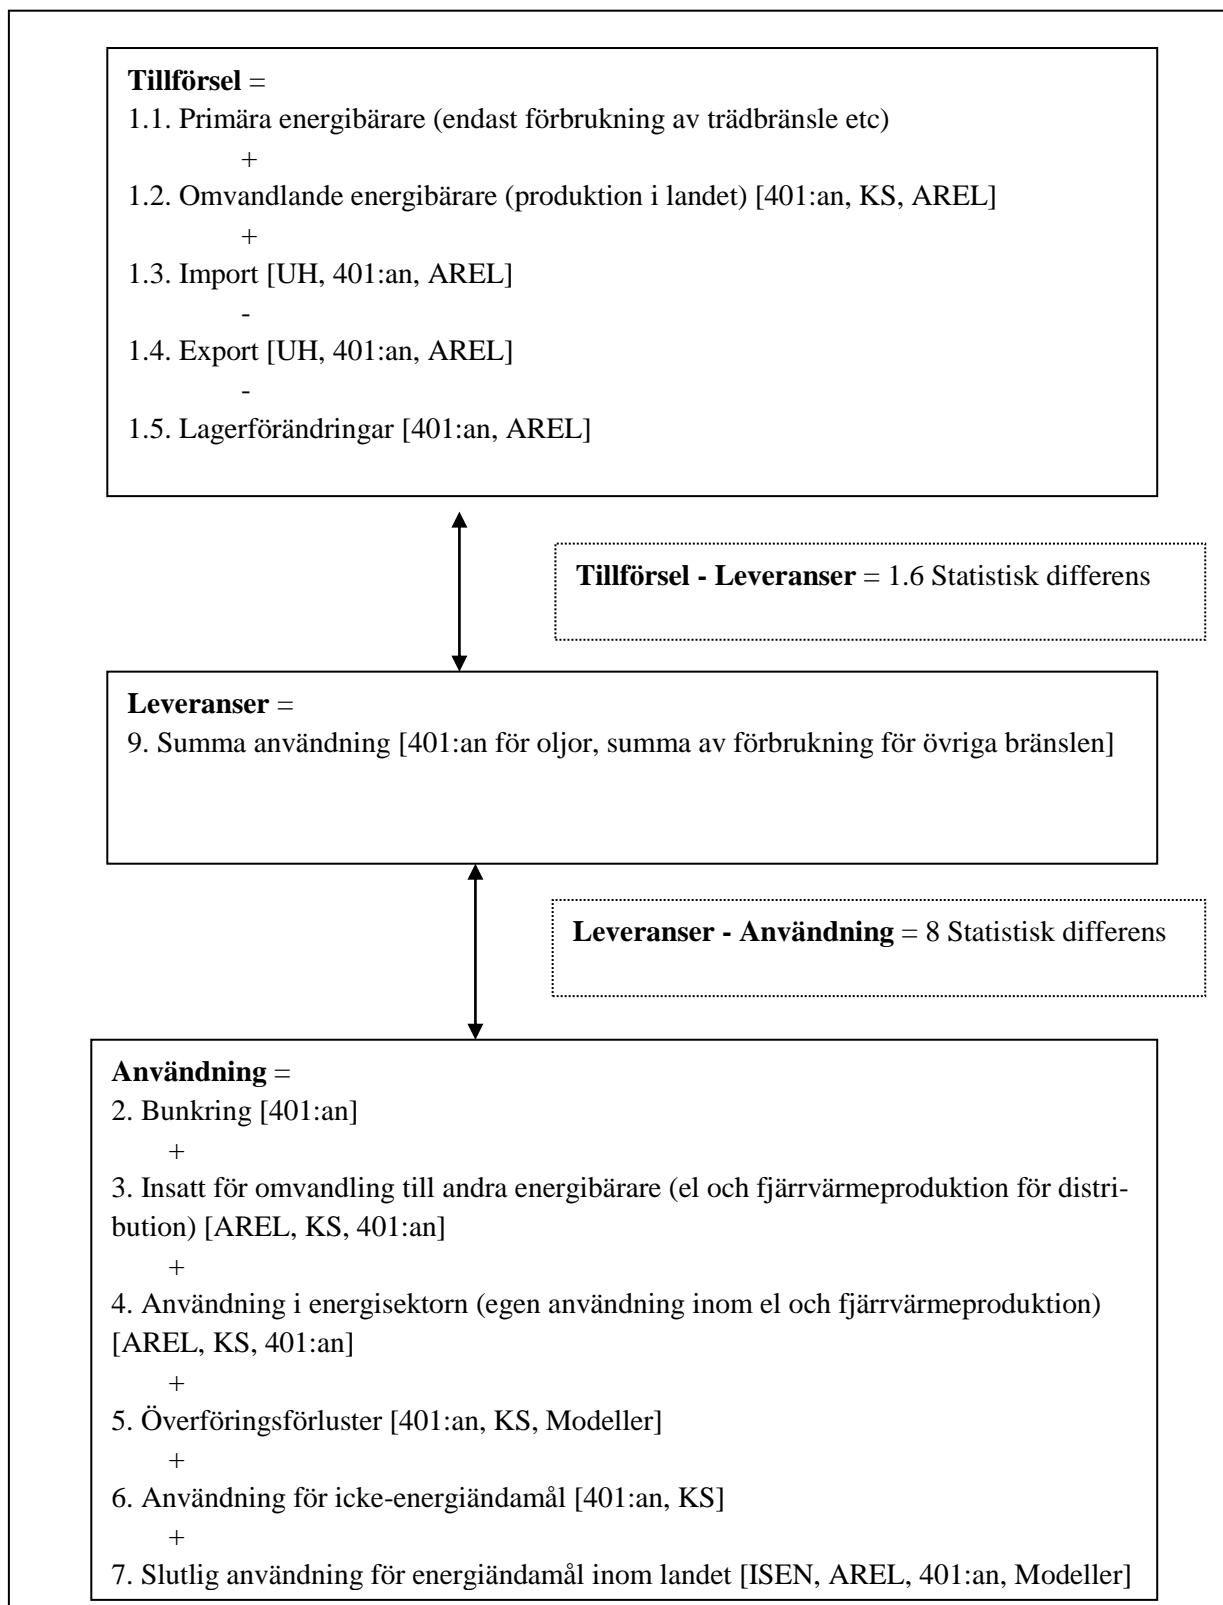 Tillförsel =
1.1. Primära energibärare (endast förbrukning av trädbränsle etc)
+
1.2. Omvandlande energibärare (produktion i landet) [401:an, KS, AREL]
+
1.3. Import [UH, 401:an, AREL]
-
1.4. Export [UH, 401:an, AREL]
-
1.5. Lagerförändringar [401:an, AREL]
Tillförsel - Leveranser = 1.6 Statistisk differens
Leveranser =
9. Summa användning [401:an för oljor, summa av förbrukning för övriga bränslen]
Leveranser - Användning = 8 Statistisk differens
Användning =
2. Bunkring [401:an]
+
3. Insatt för omvandling till andra energibärare (el och fjärrvärmeproduktion för distri-
bution) [AREL, KS, 401:an]
+
4. Användning i energisektorn (egen användning inom el och fjärrvärmeproduktion)
[AREL, KS, 401:an]
+
5. Överföringsförluster [401:an, KS, Modeller]
+
6. Användning för icke-energiändamål [401:an, KS]
+
7. Slutlig användning för energiändamål inom landet [ISEN, AREL, 401:an, Modeller]